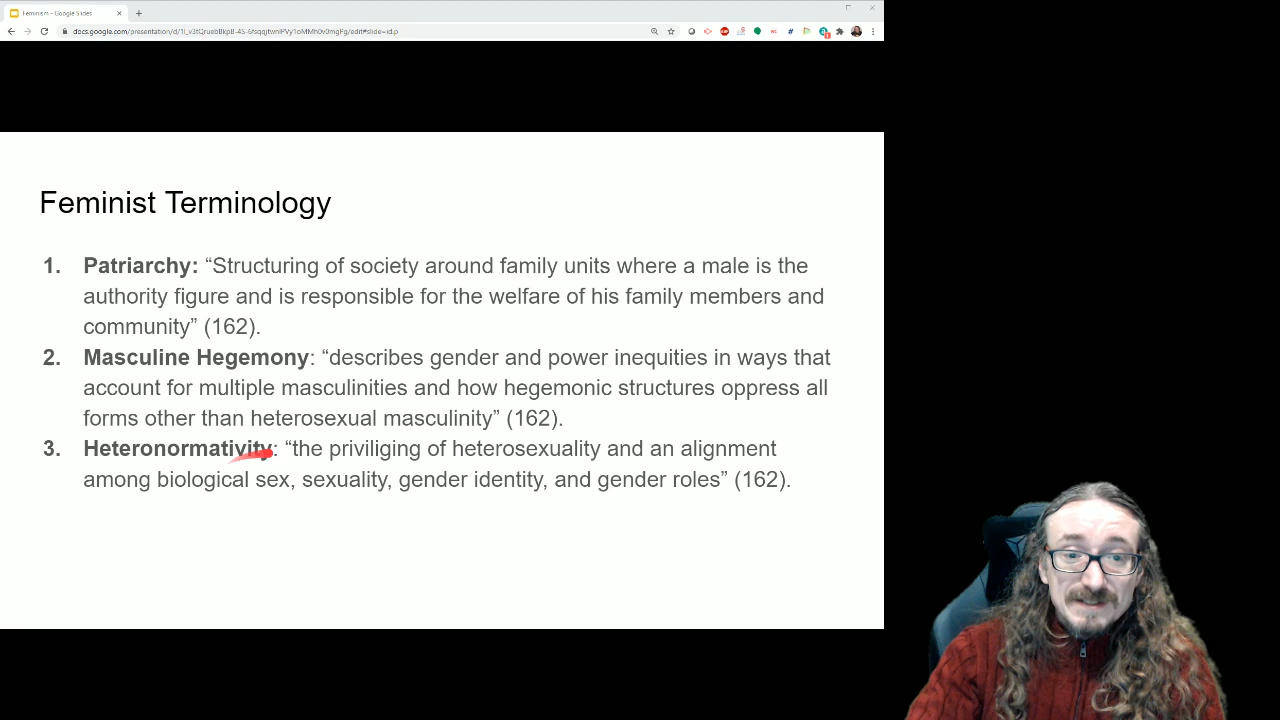 Feminism - Google Slides
Feminist Terminology
1. Patriarchy: “Structuring of society around family units where a male is the
authority figure and is responsible for the welfare of his family members and
community” (162).
2. Masculine Hegemony: “describes gender and power inequities in ways that
account for multiple masculinities and how hegemonic structures oppress all
forms other than heterosexual masculinity” (162).
3. Heteronormativity: “the priviliging of heterosexuality and an alignment
among biological sex, sexuality, gender identity, and gender roles” (162).